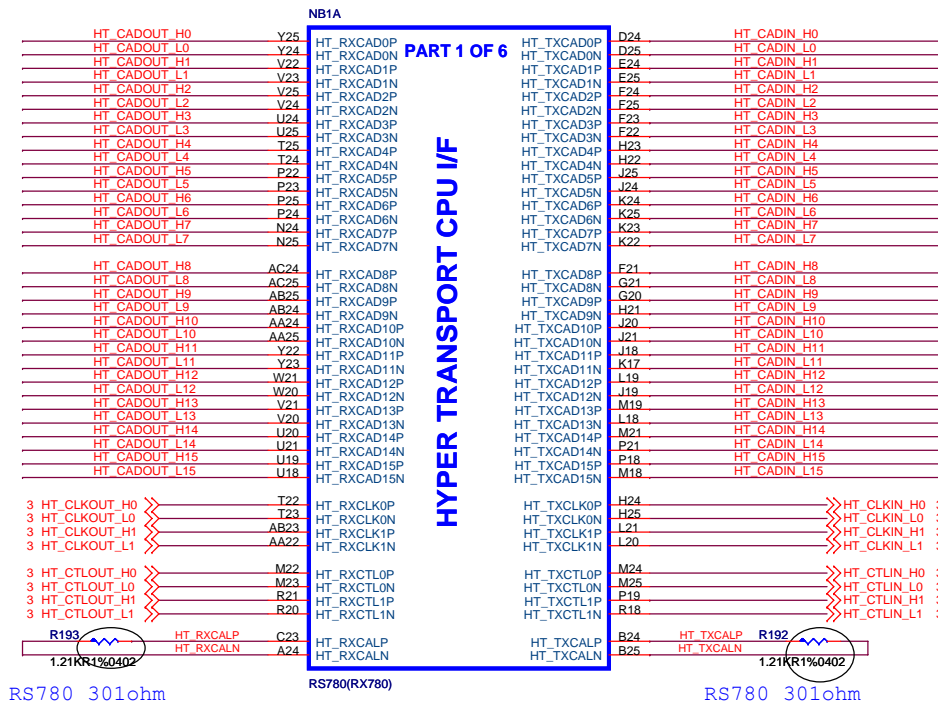 NB1A
HT_CADOUT_H0 Y25 HT_RXCAD0P PART 1 OF 6 HT_TXCAD0P D24 HT_CADIN_H0
HT_CADOUT_L0 Y24 HT_RXCAD0N HT_TXCAD0N D25 HT_CADIN_L0
HT_CADOUT_H1 V22 HT_RXCAD1P HT_TXCAD1P E24 HT_CADIN_H1
HT_CADOUT_L1 V23 HT_RXCAD1N HT_TXCAD1N E25 HT_CADIN_L1
HT_CADOUT_H2 V25 HT_RXCAD2P HT_TXCAD2P F24 HT_CADIN_H2
HT_CADOUT_L2 V24 HT_RXCAD2N HT_TXCAD2N F25 HT_CADIN_L2
HT_CADOUT_H3 U24 HT_RXCAD3P HT_TXCAD3P F23 HT_CADIN_H3
HT_CADOUT_L3 U25 HT_RXCAD3N HT_TXCAD3N F22 HT_CADIN_L3
HT_CADOUT_H4 T25 HT_RXCAD4P HT_TXCAD4P H23 HT_CADIN_H4
HT_CADOUT_L4 T24 HT_RXCAD4N HT_TXCAD4N H22 HT_CADIN_L4
HT_CADOUT_H5 P22 HT_RXCAD5P HT_TXCAD5P J25 HT_CADIN_H5
HT_CADOUT_L5 P23 HT_RXCAD5N HT_TXCAD5N J24 HT_CADIN_L5
HT_CADOUT_H6 P25 HT_RXCAD6P HT_TXCAD6P K24 HT_CADIN_H6
HT_CADOUT_L6 P24 HT_RXCAD6N HT_TXCAD6N K25 HT_CADIN_L6
HT_CADOUT_H7 N24 HT_RXCAD7P HT_TXCAD7P K23 HT_CADIN_H7
HT_CADOUT_L7 N25 HT_RXCAD7N HT_TXCAD7N K22 HT_CADIN_L7
HYPER TRANSPORT CPU I/F
HT_CADOUT_H8 AC24 HT_RXCAD8P HT_TXCAD8P F21 HT_CADIN_H8
HT_CADOUT_L8 AC25 HT_RXCAD8N HT_TXCAD8N G21 HT_CADIN_L8
HT_CADOUT_H9 AB25 HT_RXCAD9P HT_TXCAD9P G20 HT_CADIN_H9
HT_CADOUT_L9 AB24 HT_RXCAD9N HT_TXCAD9N H21 HT_CADIN_L9
HT_CADOUT_H10 AA24 HT_RXCAD10P HT_TXCAD10P J20 HT_CADIN_H10
HT_CADOUT_L10 AA25 HT_RXCAD10N HT_TXCAD10N J21 HT_CADIN_L10
HT_CADOUT_H11 Y22 HT_RXCAD11P HT_TXCAD11P J18 HT_CADIN_H11
HT_CADOUT_L11 Y23 HT_RXCAD11N HT_TXCAD11N K17 HT_CADIN_L11
HT_CADOUT_H12 W21 HT_RXCAD12P HT_TXCAD12P L19 HT_CADIN_H12
HT_CADOUT_L12 W20 HT_RXCAD12N HT_TXCAD12N J19 HT_CADIN_L12
HT_CADOUT_H13 V21 HT_RXCAD13P HT_TXCAD13P M19 HT_CADIN_H13
HT_CADOUT_L13 V20 HT_RXCAD13N HT_TXCAD13N L18 HT_CADIN_L13
HT_CADOUT_H14 U20 HT_RXCAD14P HT_TXCAD14P M21 HT_CADIN_H14
HT_CADOUT_L14 U21 HT_RXCAD14N HT_TXCAD14N P21 HT_CADIN_L14
HT_CADOUT_H15 U19 HT_RXCAD15P HT_TXCAD15P P18 HT_CADIN_H15
HT_CADOUT_L15 U18 HT_RXCAD15N HT_TXCAD15N M18 HT_CADIN_L15
3 HT_CLKOUT_H0 T22 HT_RXCLK0P HT_TXCLK0P H24 HT_CLKIN_H0
3 HT_CLKOUT_L0 T23 HT_RXCLK0N HT_TXCLK0N H25 HT_CLKIN_L0
3 HT_CLKOUT_H1 AB23 HT_RXCLK1P HT_TXCLK1P L21 HT_CLKIN_H1
3 HT_CLKOUT_L1 AA22 HT_RXCLK1N HT_TXCLK1N L20 HT_CLKIN_L1
3 HT_CTLOUT_H0 M22 HT_RXCTL0P HT_TXCTL0P M24 HT_CTLIN_H0
3 HT_CTLOUT_L0 M23 HT_RXCTL0N HT_TXCTL0N M25 HT_CTLIN_L0
3 HT_CTLOUT_H1 R21 HT_RXCTL1P HT_TXCTL1P P19 HT_CTLIN_H1
3 HT_CTLOUT_L1 R20 HT_RXCTL1N HT_TXCTL1N R18 HT_CTLIN_L1
R193 HT_RXCALP C23 HT_RXCALP HT_TXCALP B24 HT_TXCALP R192
1.21KR1%0402 HT_RXCALN A24 HT_RXCALN HT_TXCALN B25 HT_TXCALN 1.21KR1%0402
RS780(RX780)
RS780 301ohm RS780 301ohm